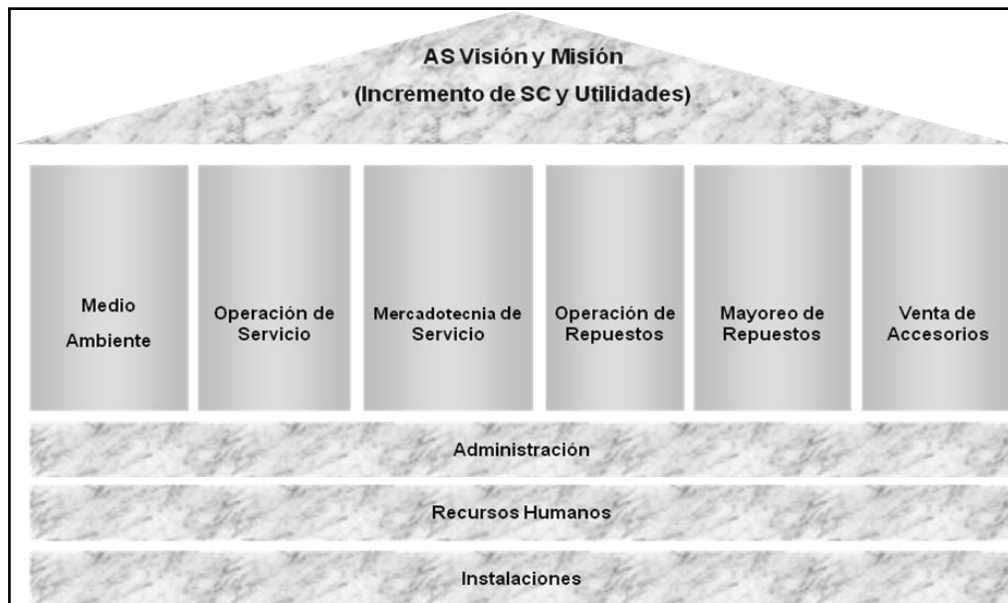 AS Visión y Misión
(Incremento de SC y Utilidades)
Medio
Ambiente
Operación de
Servicio
Mercadotecnia de
Servicio
Operación de
Repuestos
Mayoreo de
Repuestos
Venta de
Accesorios
Administración
Recursos Humanos
Instalaciones